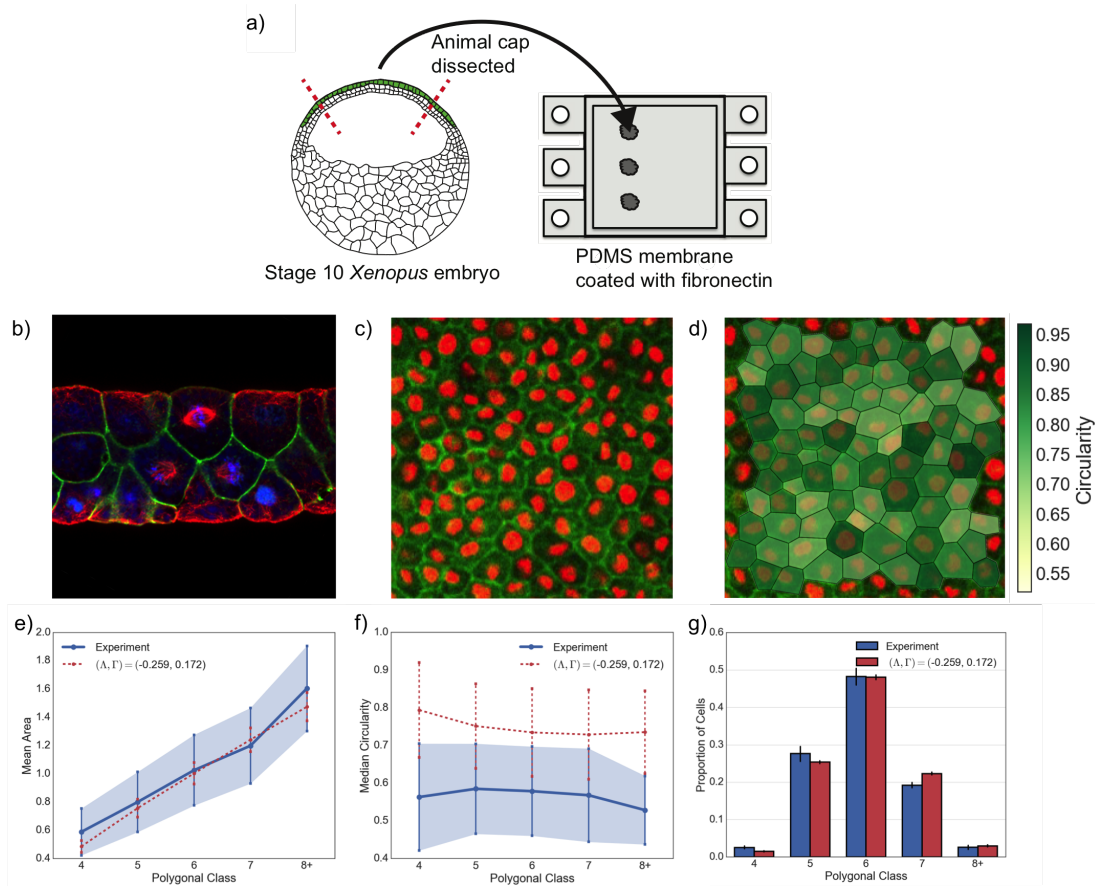 a)
Animal cap
dissected
Stage 10 Xenopus embryo
PDMS membrane
coated with fibronectin
b)
c)
d)
0.95
0.90
0.85
0.80
0.75
0.70
0.65
0.60
0.55
Circularity
e)
2.0
1.8
1.6
1.4
1.2
1.0
0.8
0.6
0.4
Mean Area
Experiment
(Λ, Γ) = (-0.259, 0.172)
4 5 6 7 8+
Polygonal Class
f)
1.0
0.9
0.8
0.7
0.6
0.5
0.4
Median Circularity
Experiment
(Λ, Γ) = (-0.259, 0.172)
4 5 6 7 8+
Polygonal Class
g)
0.6
0.5
0.4
0.3
0.2
0.1
0.0
Proportion of Cells
Experiment
(Λ, Γ) = (-0.259, 0.172)
4 5 6 7 8+
Polygonal Class